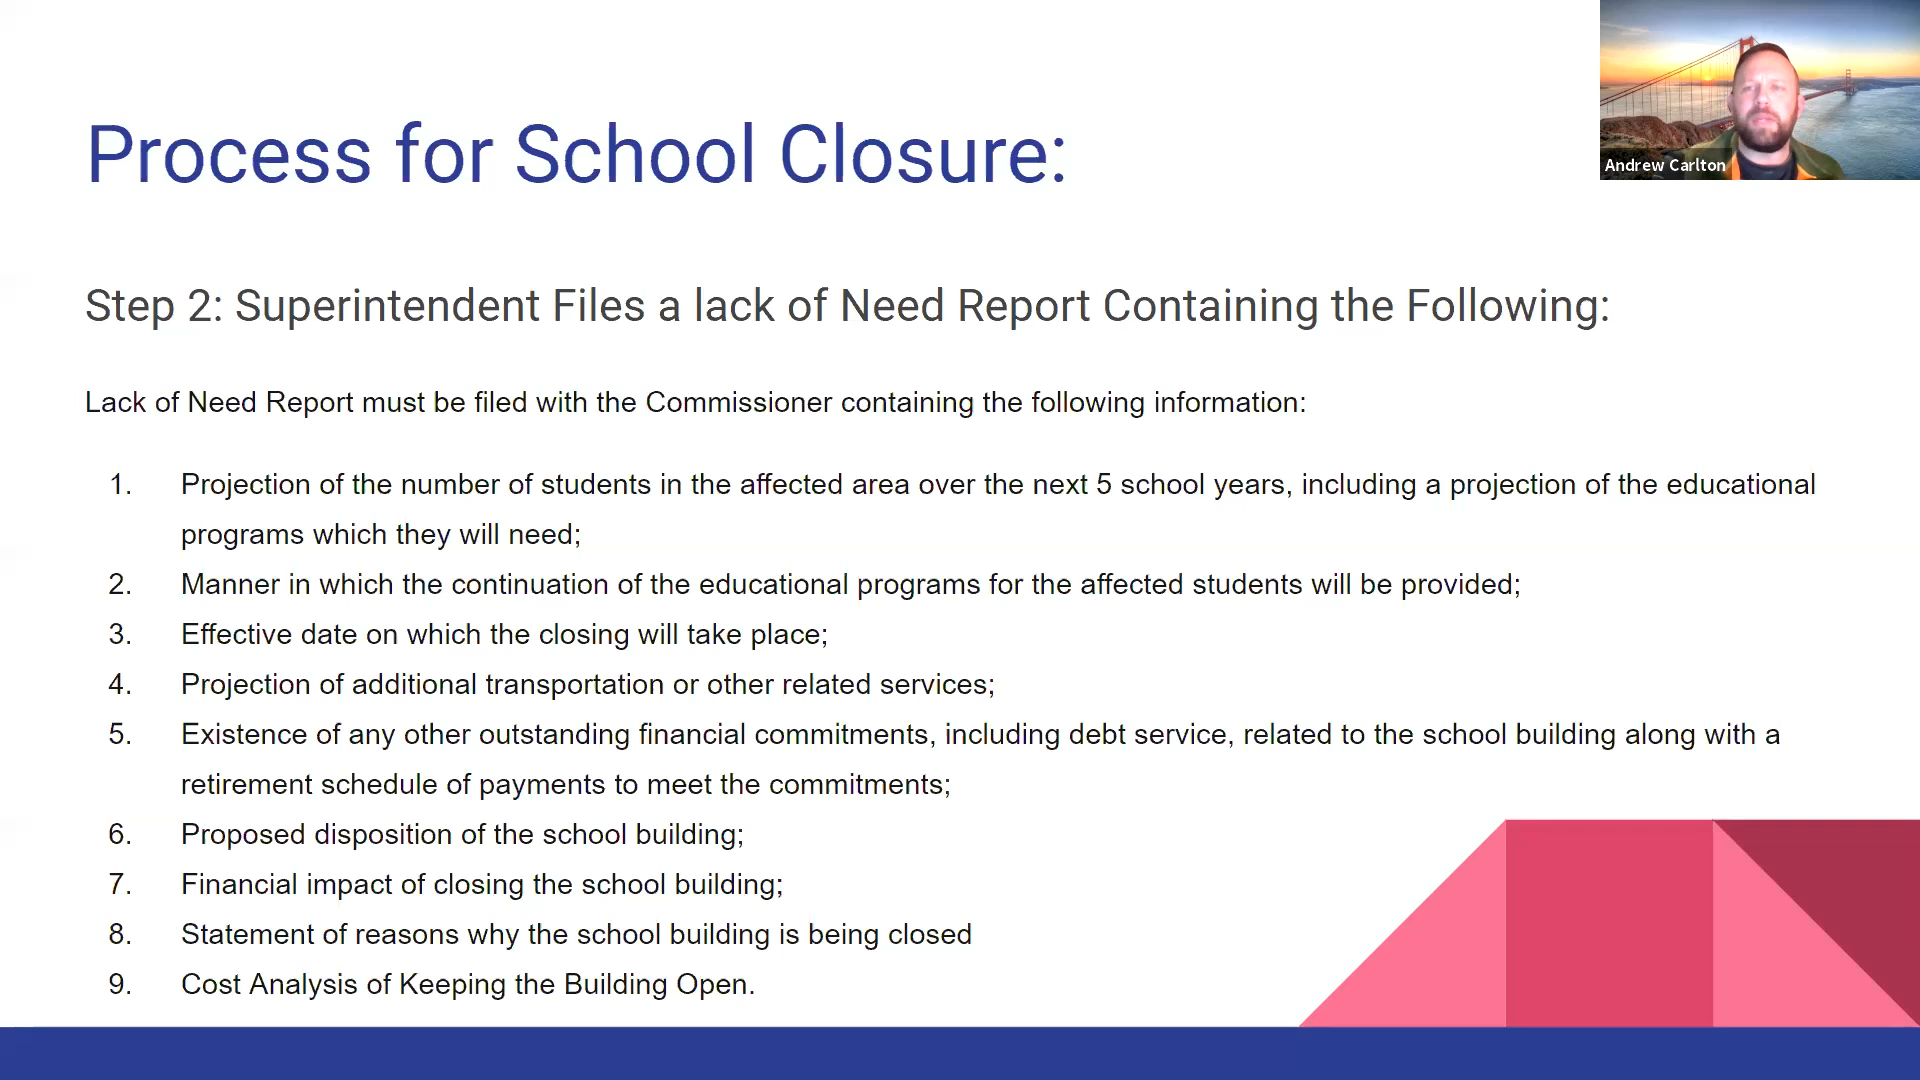 Andrew Carlton
Process for School Closure:
Step 2: Superintendent Files a lack of Need Report Containing the Following:
Lack of Need Report must be filed with the Commissioner containing the following information:
1. Projection of the number of students in the affected area over the next 5 school years, including a projection of the educational
programs which they will need;
2. Manner in which the continuation of the educational programs for the affected students will be provided;
3. Effective date on which the closing will take place;
4. Projection of additional transportation or other related services;
5. Existence of any other outstanding financial commitments, including debt service, related to the school building along with a
retirement schedule of payments to meet the commitments;
6. Proposed disposition of the school building;
7. Financial impact of closing the school building;
8. Statement of reasons why the school building is being closed
9. Cost Analysis of Keeping the Building Open.